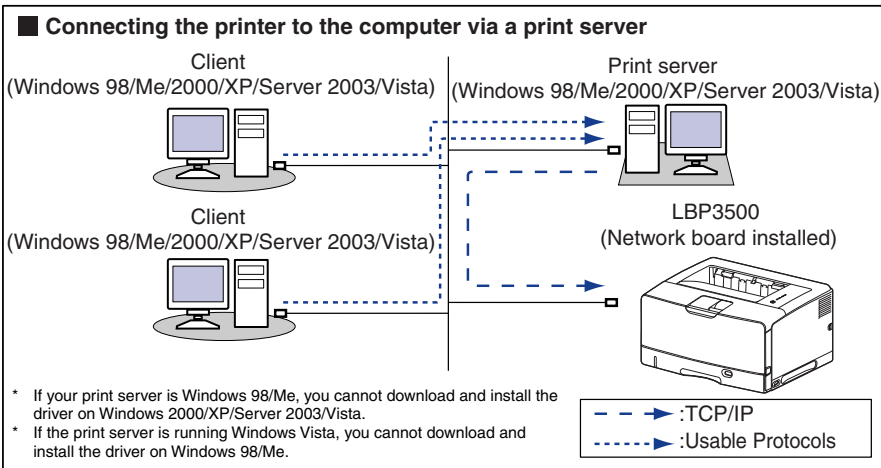 Connecting the printer to the computer via a print server
Client
(Windows 98/Me/2000/XP/Server 2003/Vista)
Print server
(Windows 98/Me/2000/XP/Server 2003/Vista)
Client
(Windows 98/Me/2000/XP/Server 2003/Vista)
LBP3500
(Network board installed)
* If your print server is Windows 98/Me, you cannot download and install the
driver on Windows 2000/XP/Server 2003/Vista.
* If the print server is running Windows Vista, you cannot download and
install the driver on Windows 98/Me.
:TCP/IP
:Usable Protocols